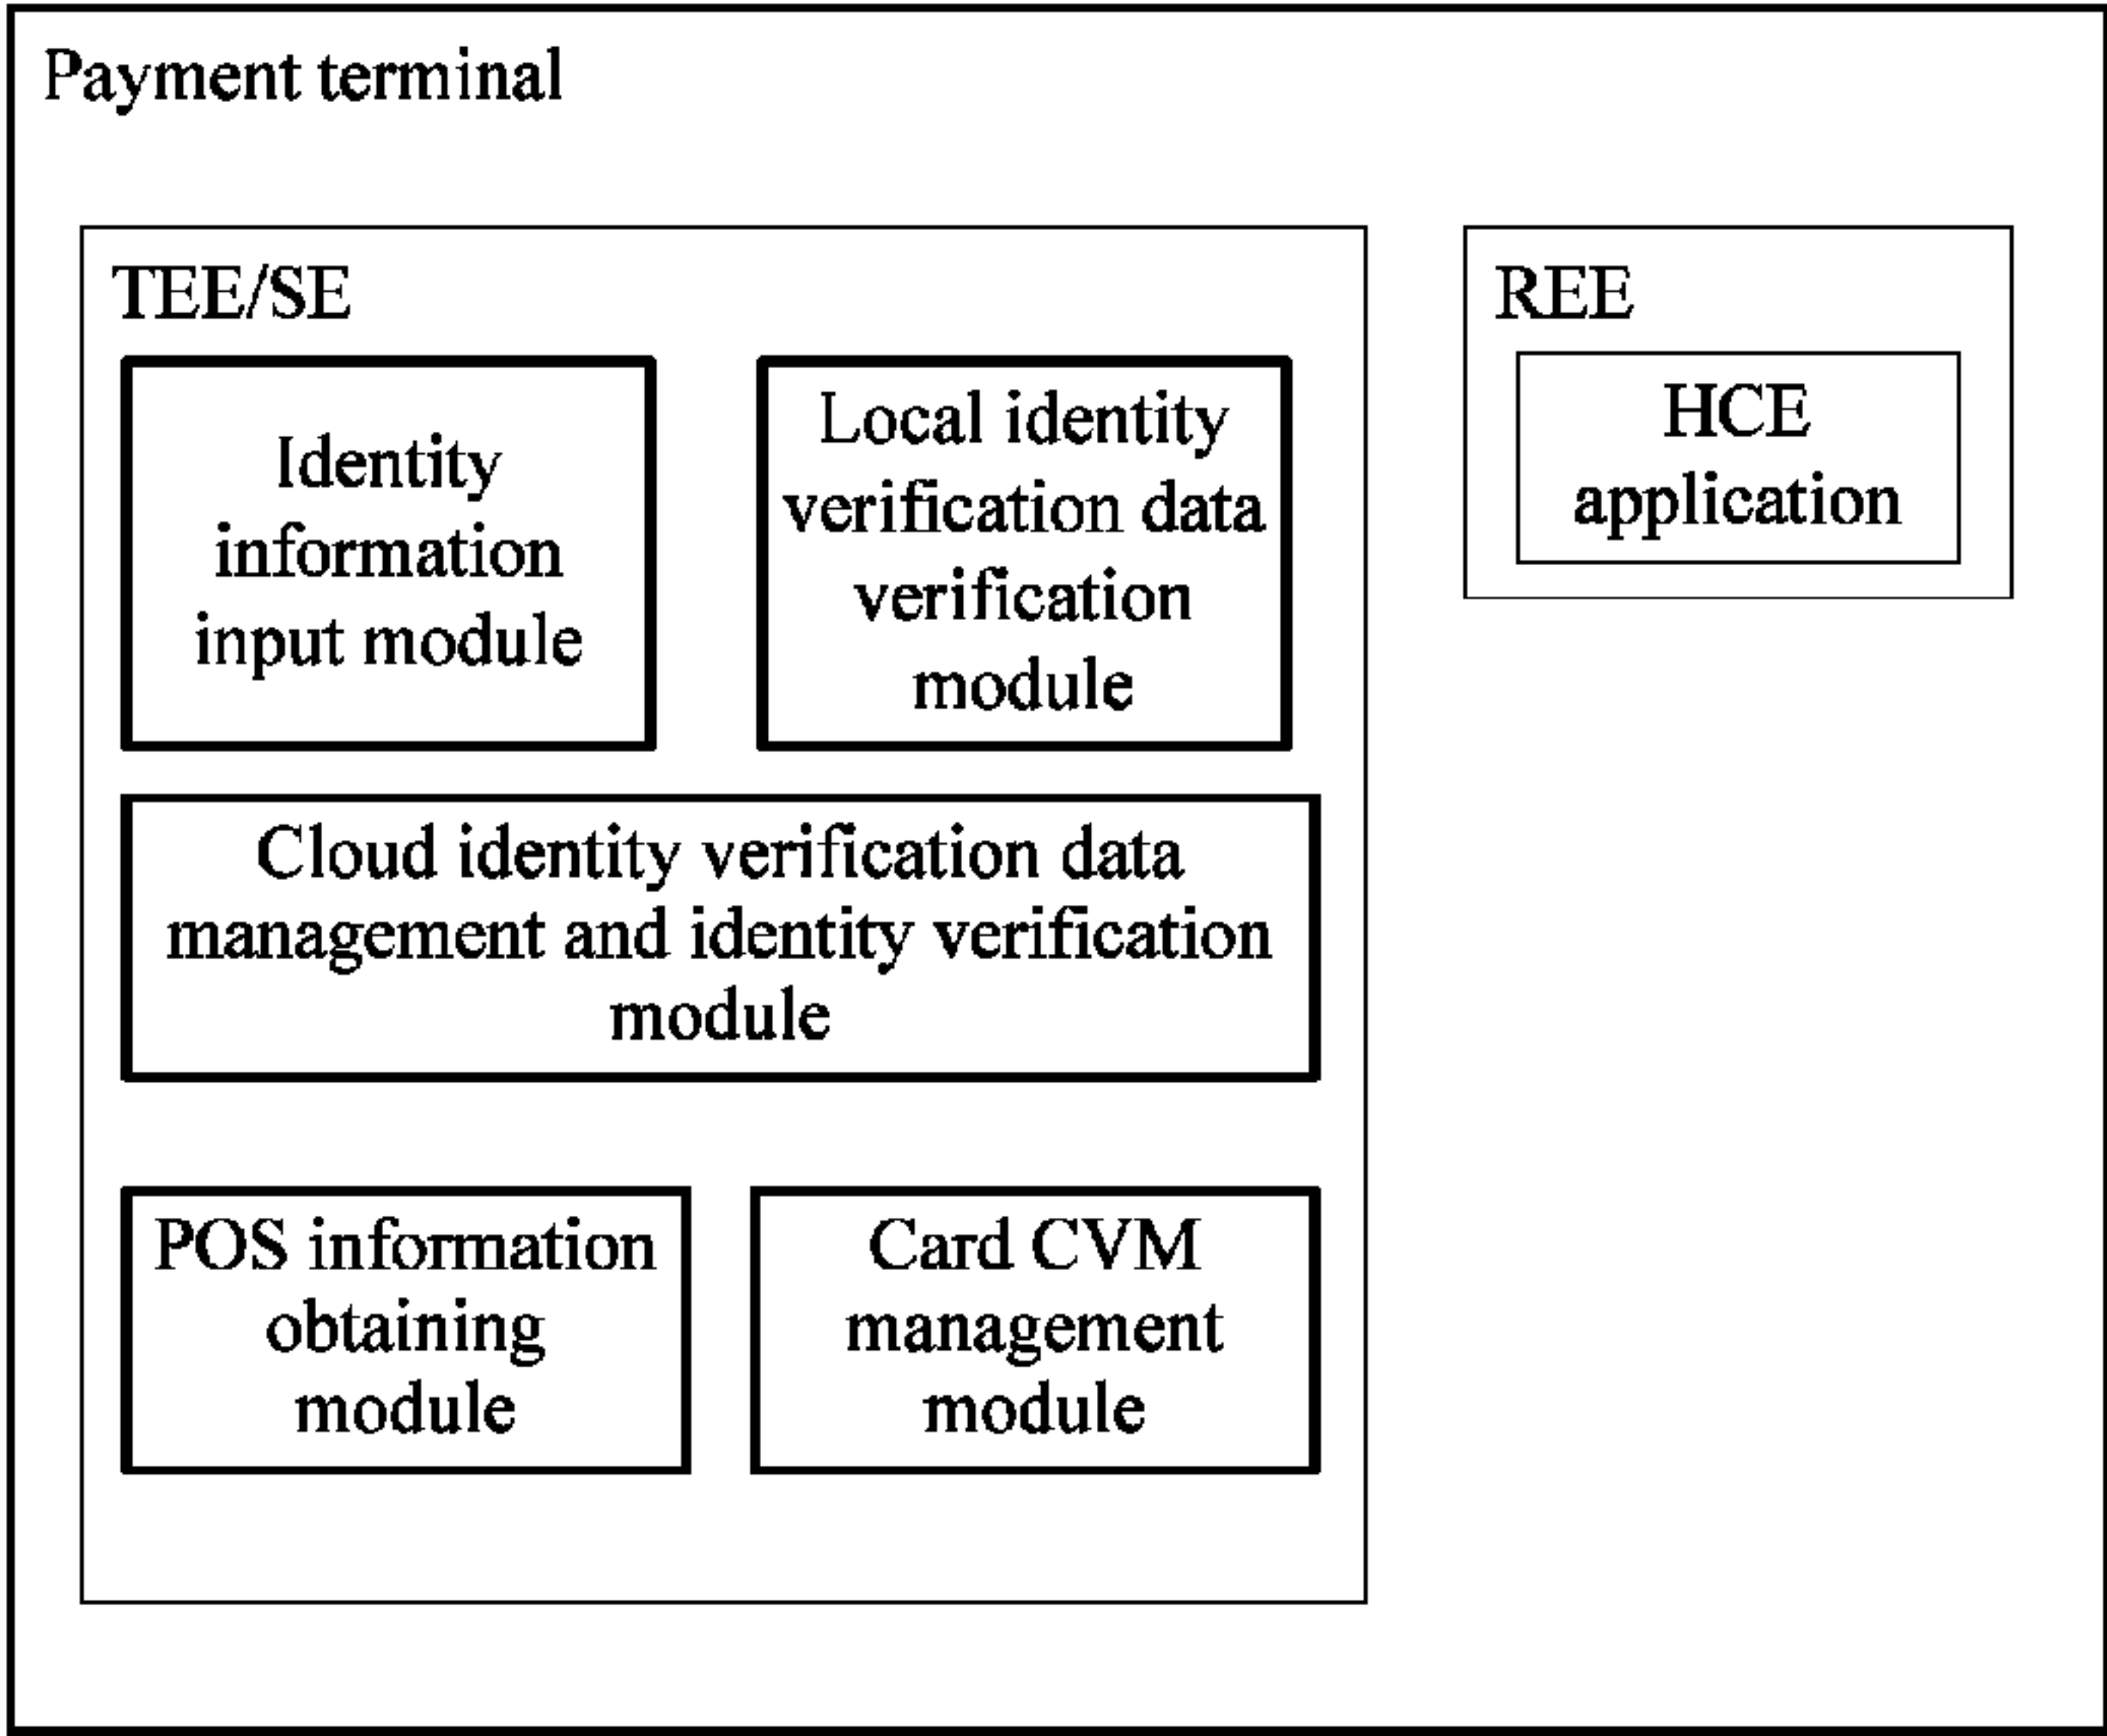 Payment terminal
TEE/SE
Identity
information
input module
Local identity
verification data
verification
module
Cloud identity verification data
management and identity verification
module
POS information
obtaining
module
Card CVM
management
module
REE
HCE
application